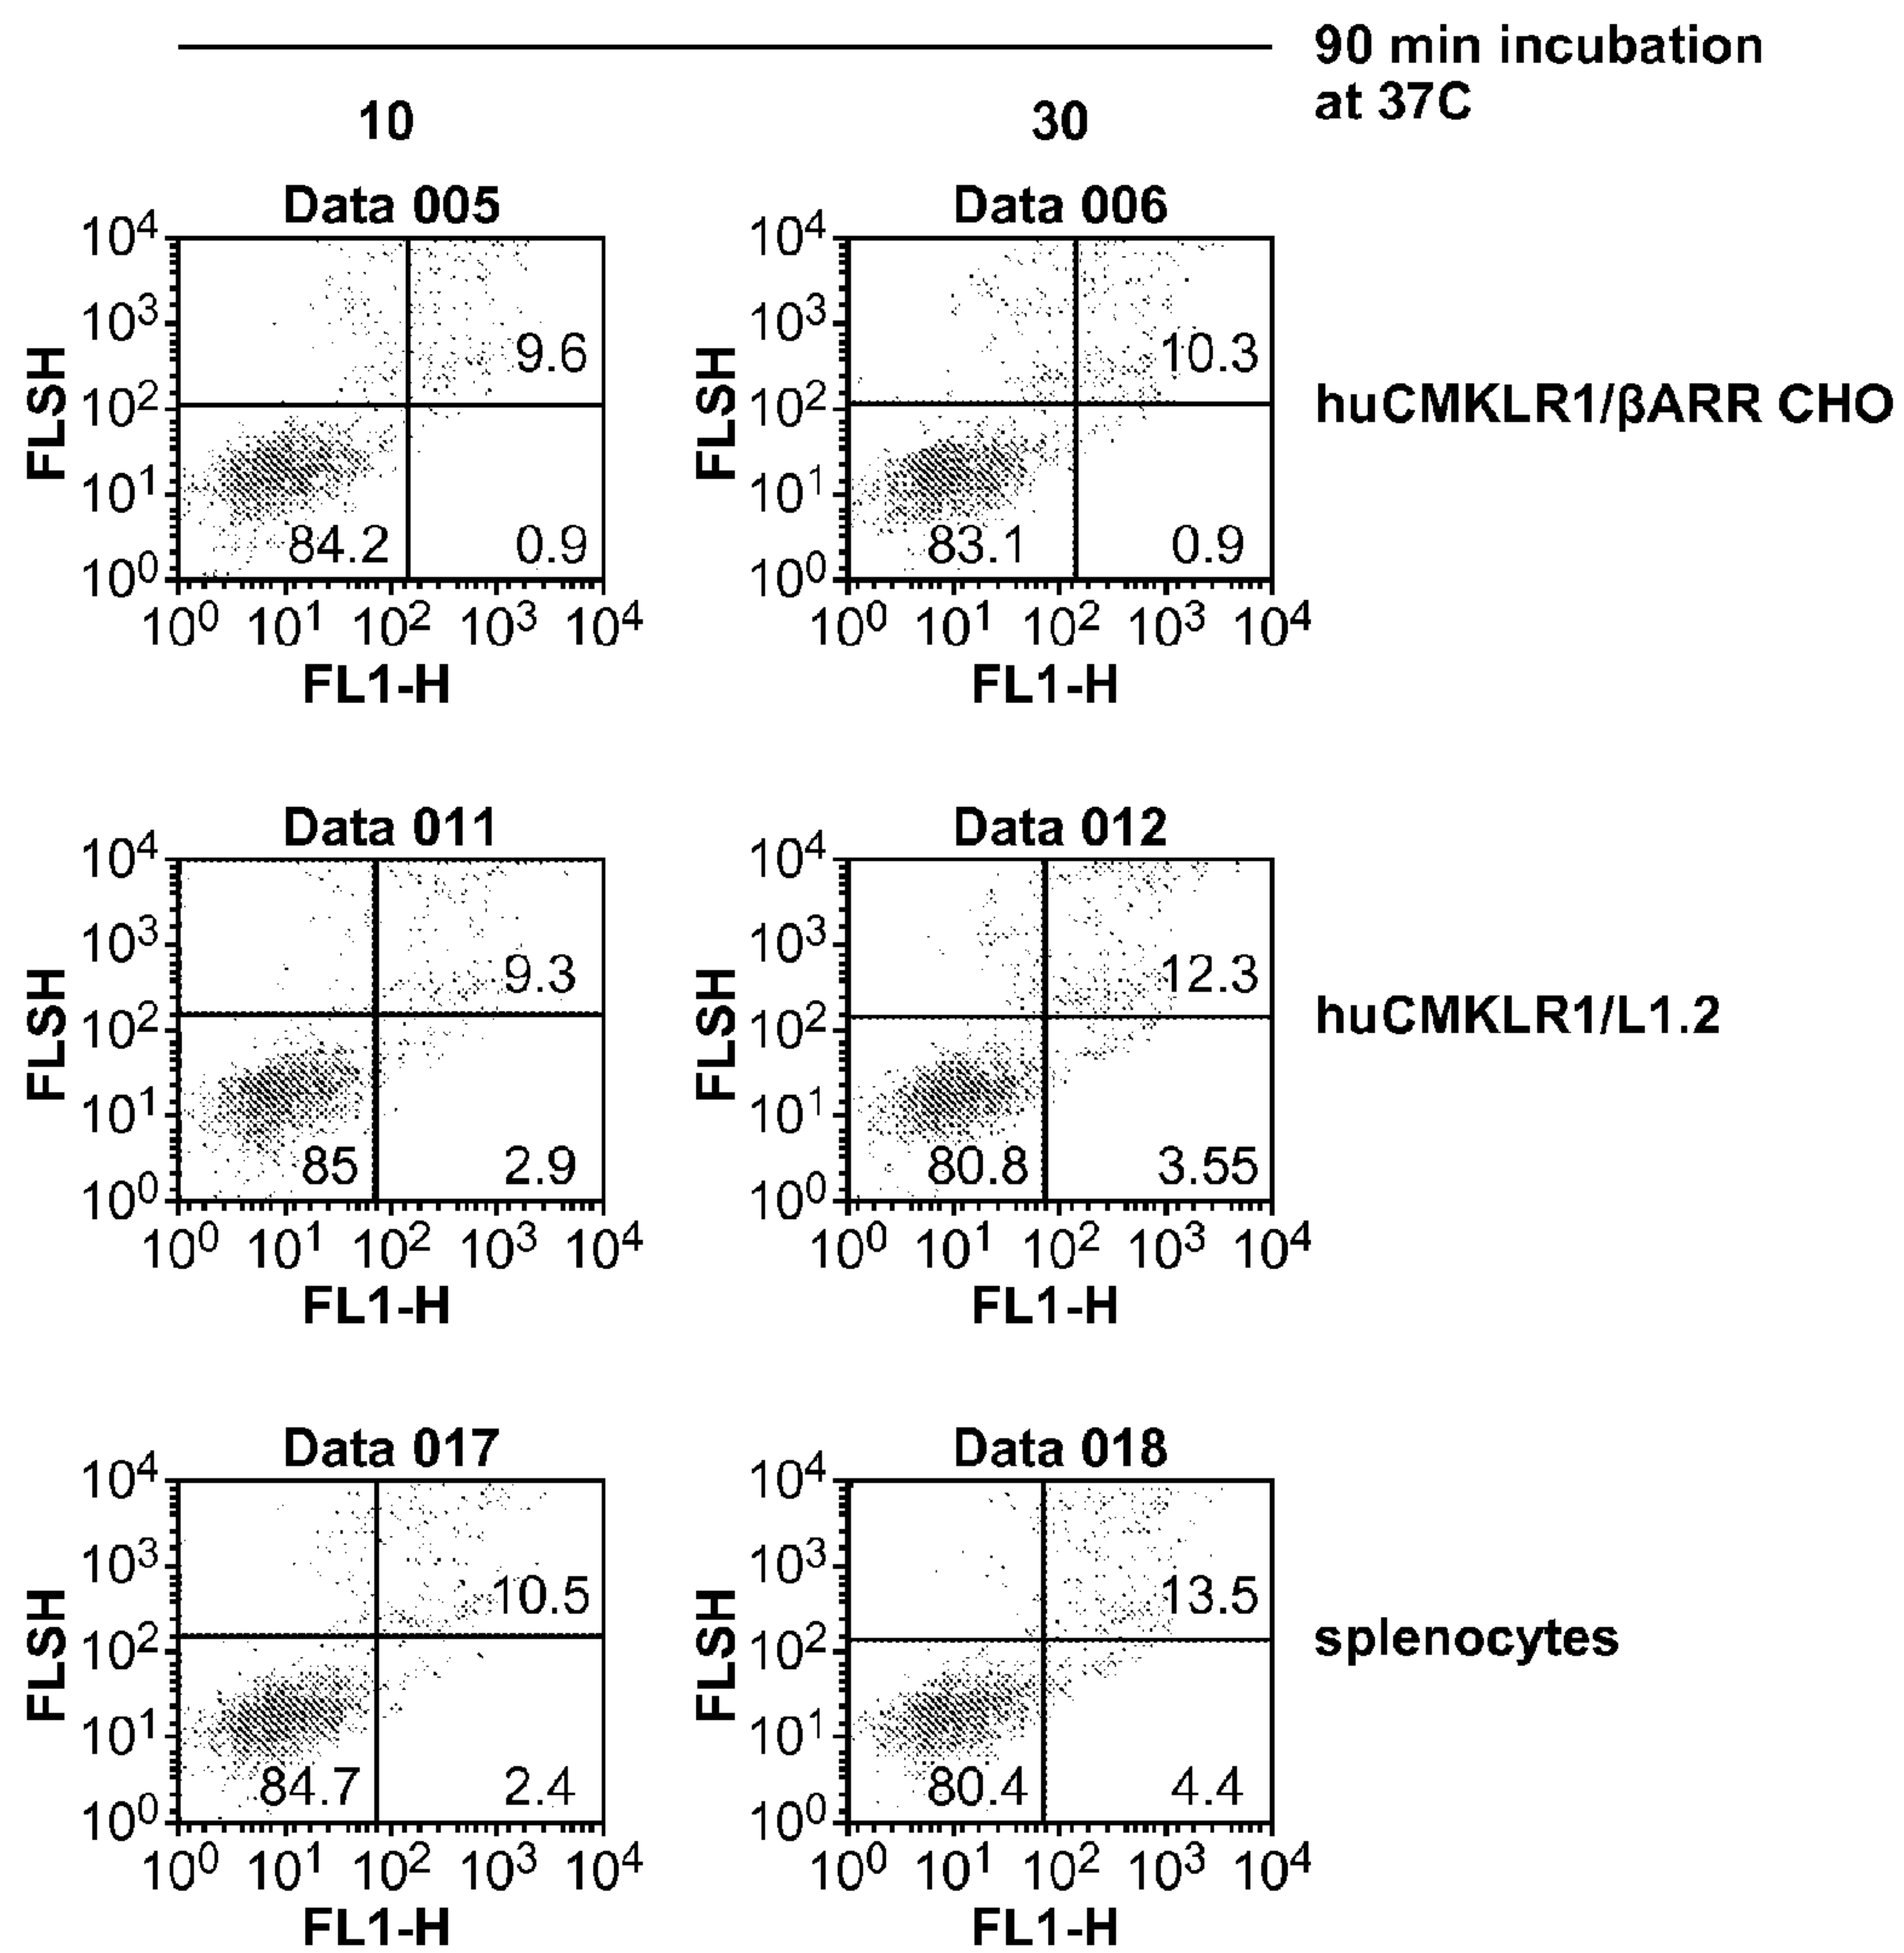 90 min incubation
at 37C
10 30
Data 005 Data 006
10⁴ 10⁴
10³ 10³
9.6 10.3
FLSH FLSH huCMKLR1/βARR CHO
10² 10²
10¹ 10¹
84.2 0.9 83.1 0.9
10⁰ 10⁰
10⁰ 10¹ 10² 10³ 10⁴ 10⁰ 10¹ 10² 10³ 10⁴
FL1-H FL1-H
Data 011 Data 012
10⁴ 10⁴
10³ 10³
9.3 12.3
FLSH FLSH huCMKLR1/L1.2
10² 10²
10¹ 10¹
85 2.9 80.8 3.55
10⁰ 10⁰
10⁰ 10¹ 10² 10³ 10⁴ 10⁰ 10¹ 10² 10³ 10⁴
FL1-H FL1-H
Data 017 Data 018
10⁴ 10⁴
10³ 10³
10.5 13.5
FLSH FLSH splenocytes
10² 10²
10¹ 10¹
84.7 2.4 80.4 4.4
10⁰ 10⁰
10⁰ 10¹ 10² 10³ 10⁴ 10⁰ 10¹ 10² 10³ 10⁴
FL1-H FL1-H